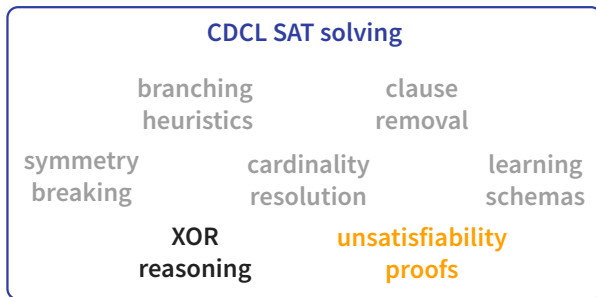 CDCL SAT solving
branching
heuristics
clause
removal
symmetry
breaking
cardinality
resolution
learning
schemas
XOR
reasoning
unsatisfiability
proofs